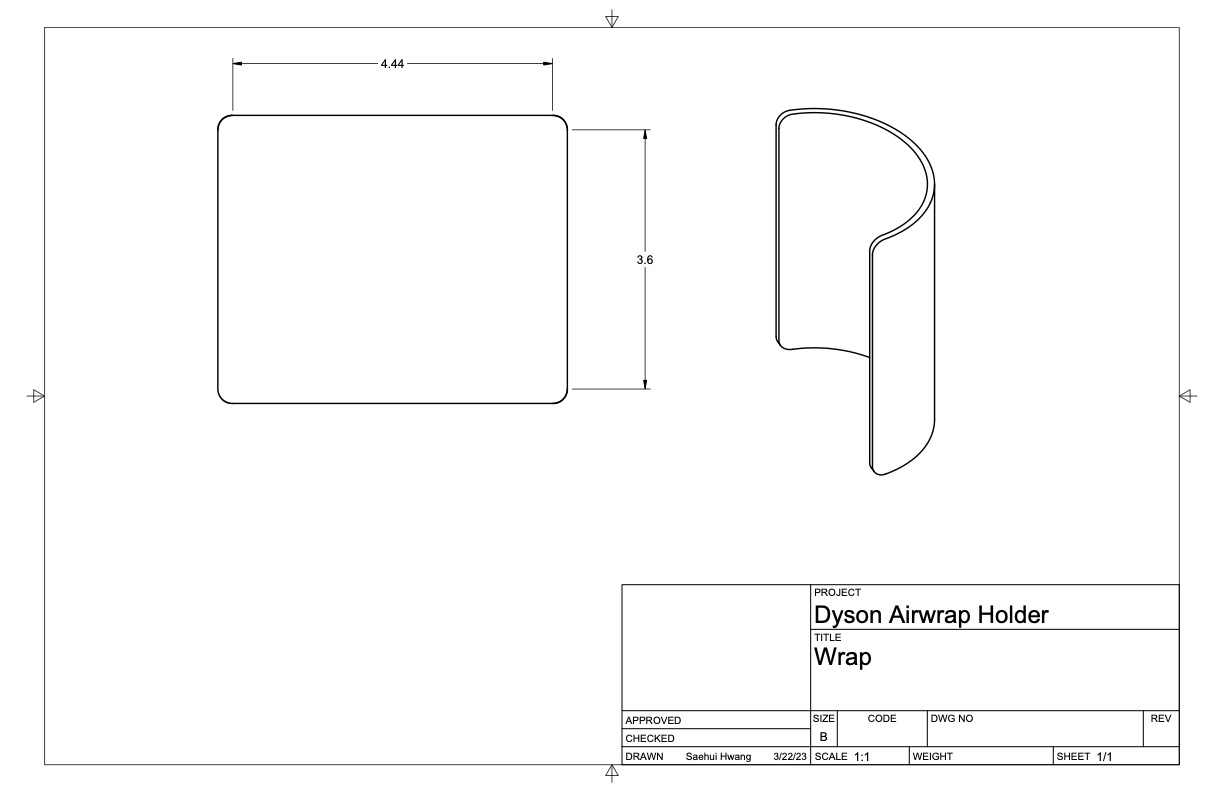 4.44
3.6
PROJECT
Dyson Airwrap Holder
TITLE
Wrap
APPROVED
SIZE CODE DWG NO REV
CHECKED
B
DRAWN Saehui Hwang 3/22/23 SCALE 1:1 WEIGHT SHEET 1/1